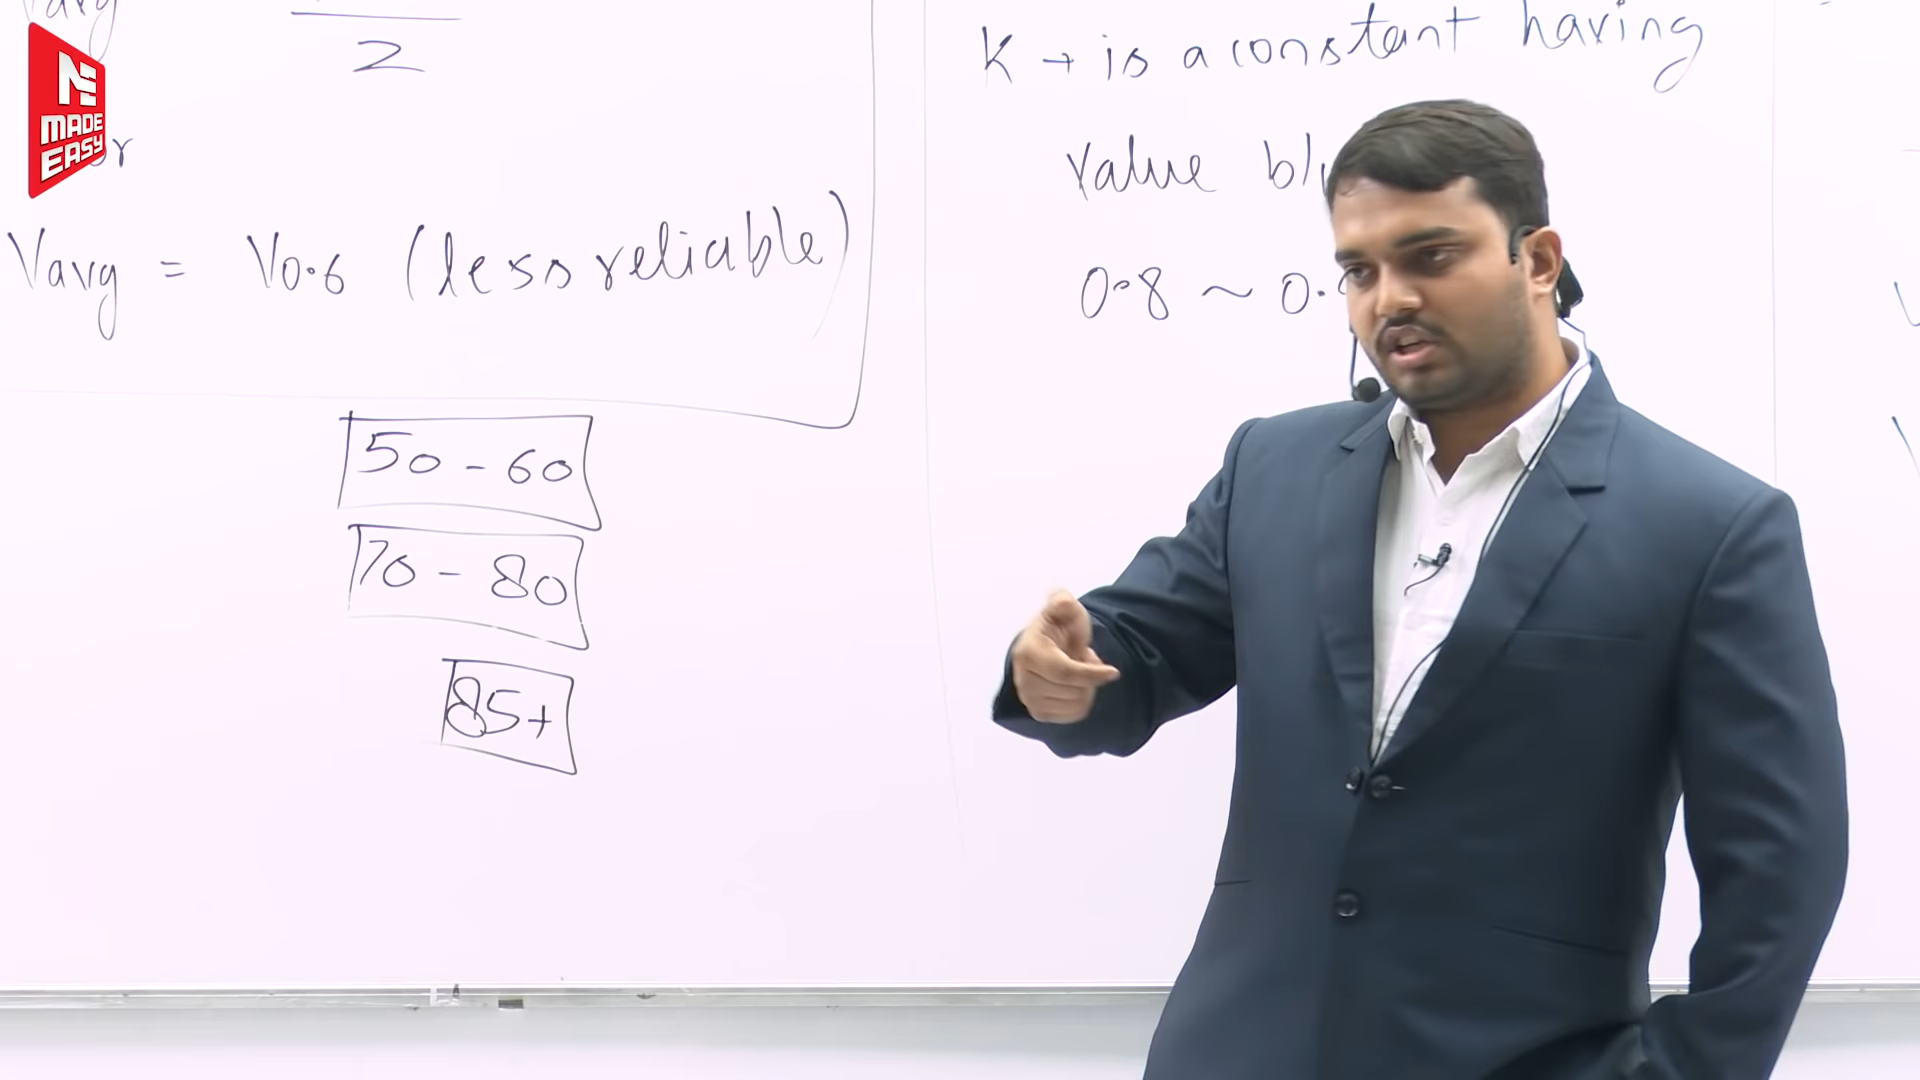 Vavg
2
MADE
EASY
r
Vavg = V0.6 (less reliable)
50 - 60
70 - 80
85+
K → is a constant having
value b/
0.8 ~ 0.